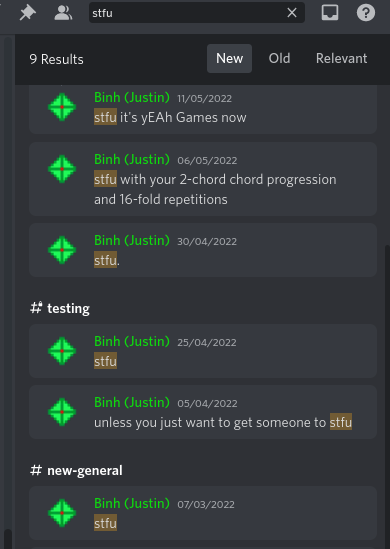 stfu
9 Results
New
Old
Relevant
Binh (Justin) 11/05/2022
stfu it's yEAh Games now
Binh (Justin) 06/05/2022
stfu with your 2-chord chord progression
and 16-fold repetitions
Binh (Justin) 30/04/2022
stfu.
# testing
Binh (Justin) 25/04/2022
stfu
Binh (Justin) 05/04/2022
unless you just want to get someone to stfu
# new-general
Binh (Justin) 07/03/2022
stfu